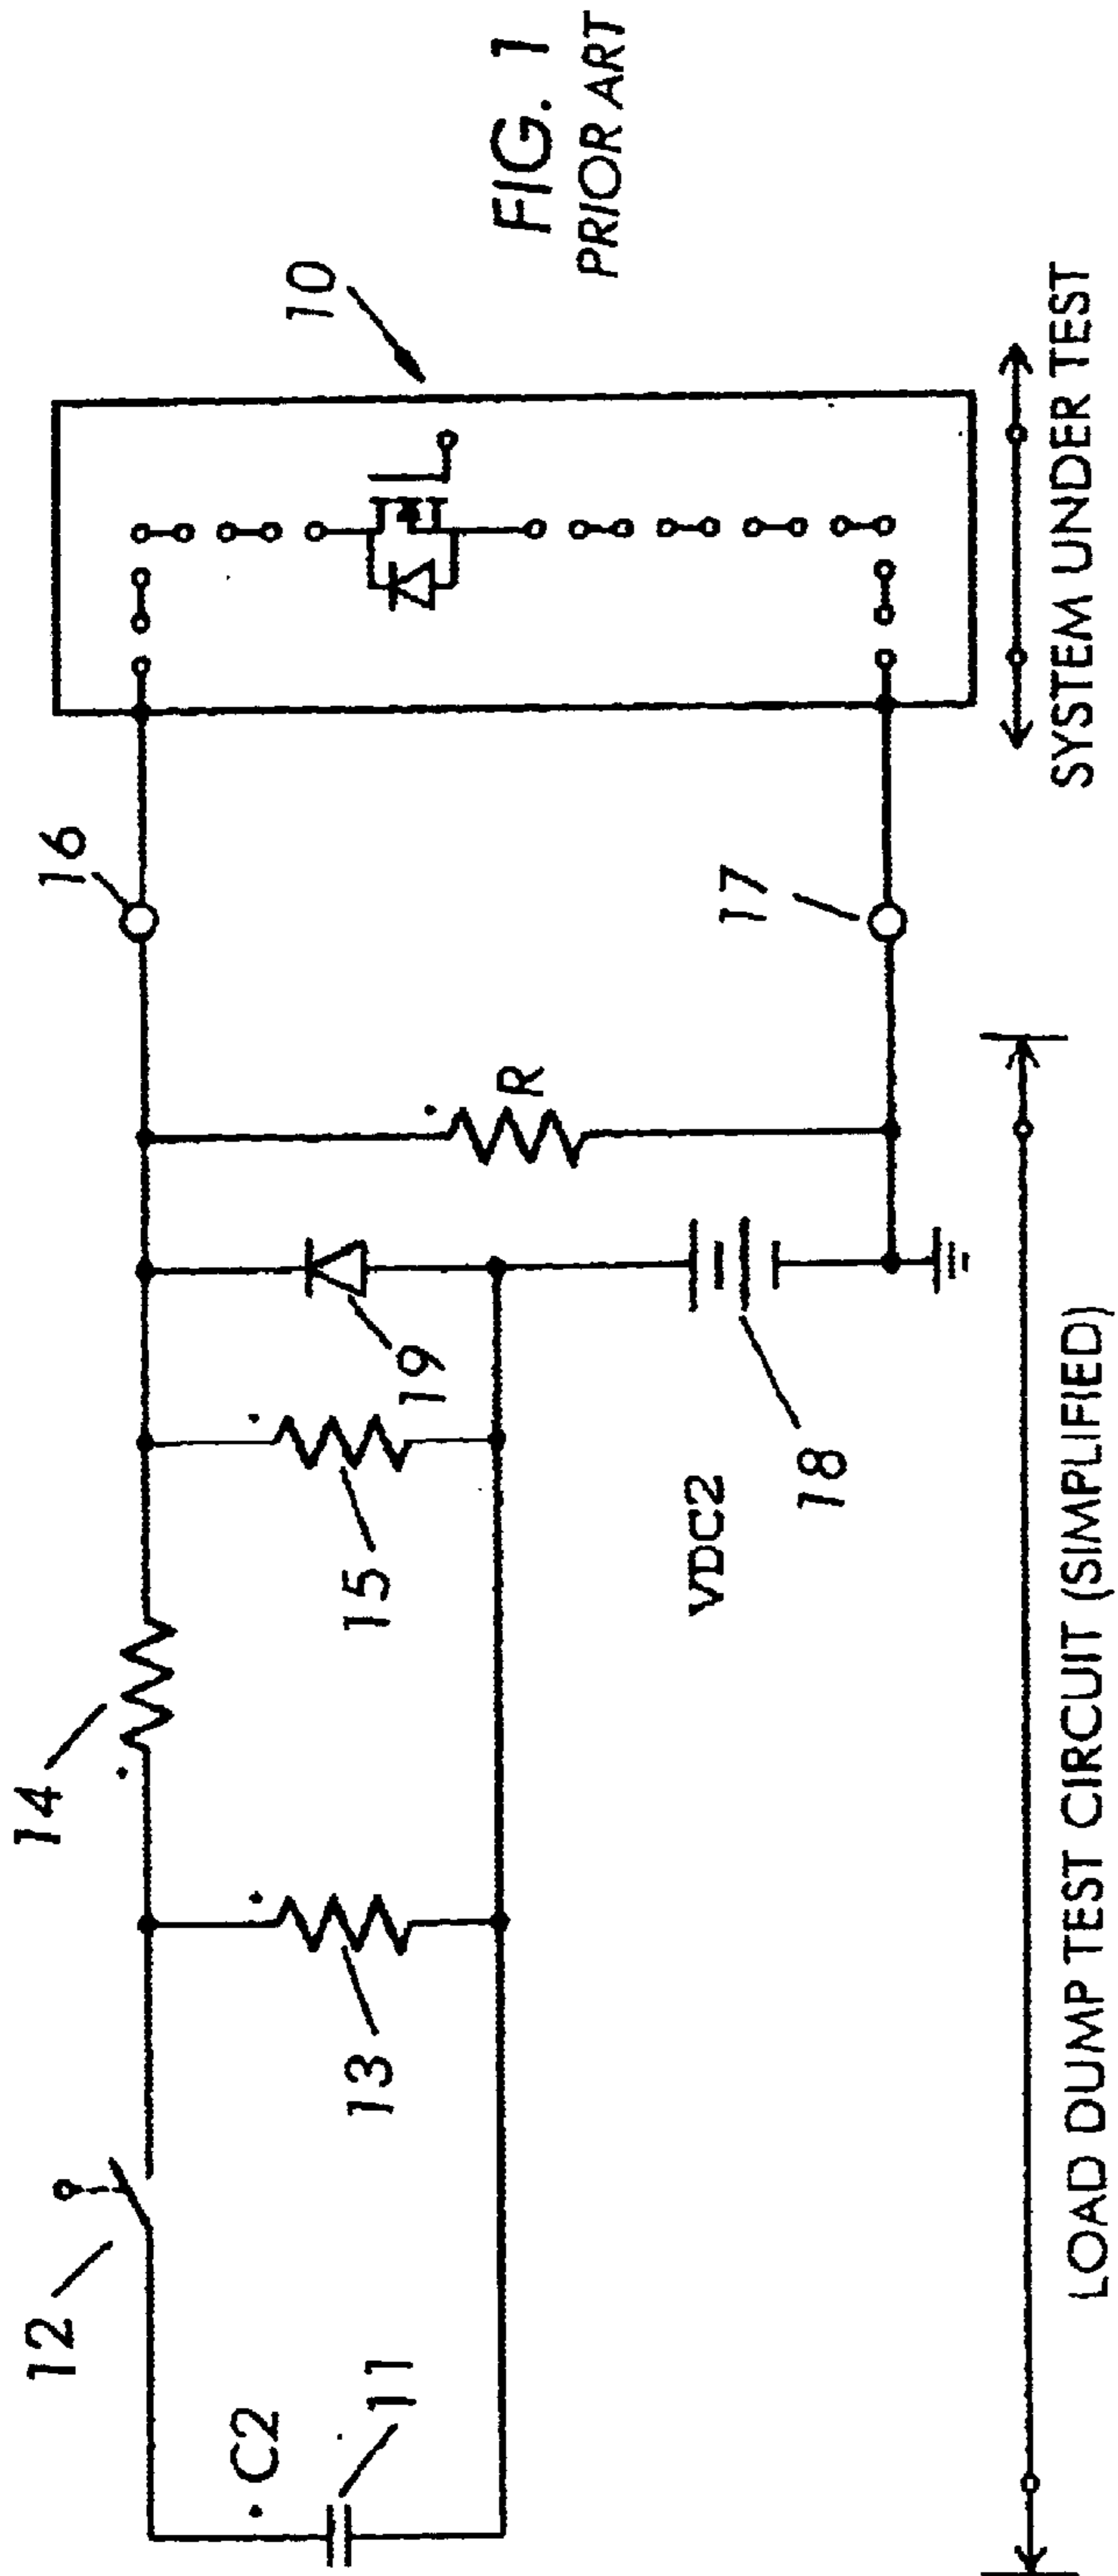 12
14
16
C2
11
13
15
19
R
10
VDC2
18
17
FIG. 1
PRIOR ART
LOAD DUMP TEST CIRCUIT (SIMPLIFIED)
SYSTEM UNDER TEST